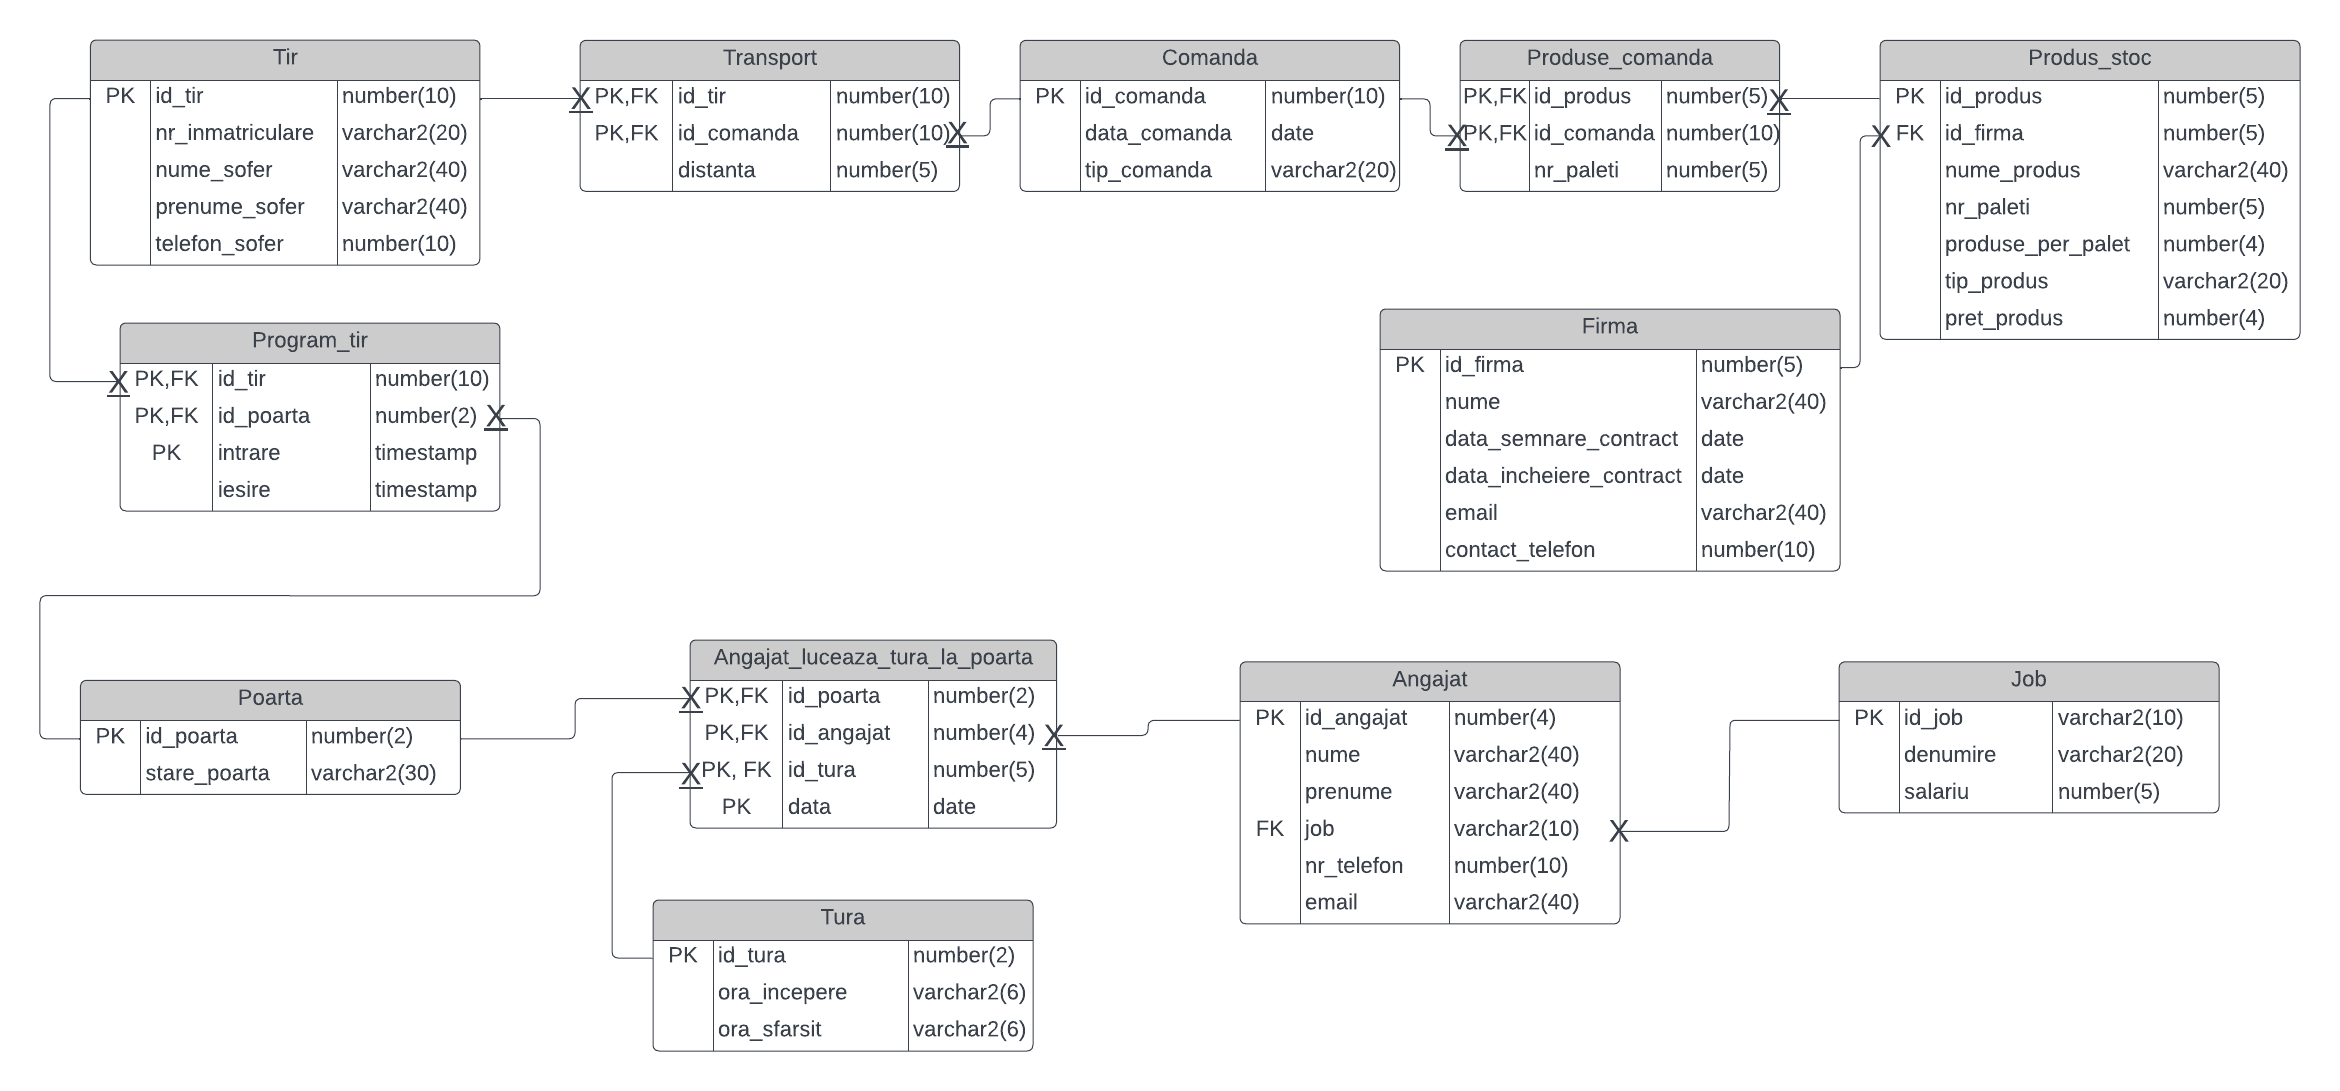 Tir
PK id_tir number(10)
nr_inmatriculare varchar2(20)
nume_sofer varchar2(40)
prenume_sofer varchar2(40)
telefon_sofer number(10)
Transport
PK,FK id_tir number(10)
PK,FK id_comanda number(10)
distanta number(5)
Comanda
PK id_comanda number(10)
data_comanda date
tip_comanda varchar2(20)
Produse_comanda
PK,FK id_produs number(5)
PK,FK id_comanda number(10)
nr_paleti number(5)
Produs_stoc
PK id_produs number(5)
FK id_firma number(5)
nume_produs varchar2(40)
nr_paleti number(5)
produse_per_palet number(4)
tip_produs varchar2(20)
pret_produs number(4)
Program_tir
PK,FK id_tir number(10)
PK,FK id_poarta number(2)
PK intrare timestamp
iesire timestamp
Firma
PK id_firma number(5)
nume varchar2(40)
data_semnare_contract date
data_incheiere_contract date
email varchar2(40)
contact_telefon number(10)
Poarta
PK id_poarta number(2)
stare_poarta varchar2(30)
Angajat_luceaza_tura_la_poarta
PK,FK id_poarta number(2)
PK,FK id_angajat number(4)
PK, FK id_tura number(5)
PK data date
Angajat
PK id_angajat number(4)
nume varchar2(40)
prenume varchar2(40)
FK job varchar2(10)
nr_telefon number(10)
email varchar2(40)
Job
PK id_job varchar2(10)
denumire varchar2(20)
salariu number(5)
Tura
PK id_tura number(2)
ora_incepere varchar2(6)
ora_sfarsit varchar2(6)